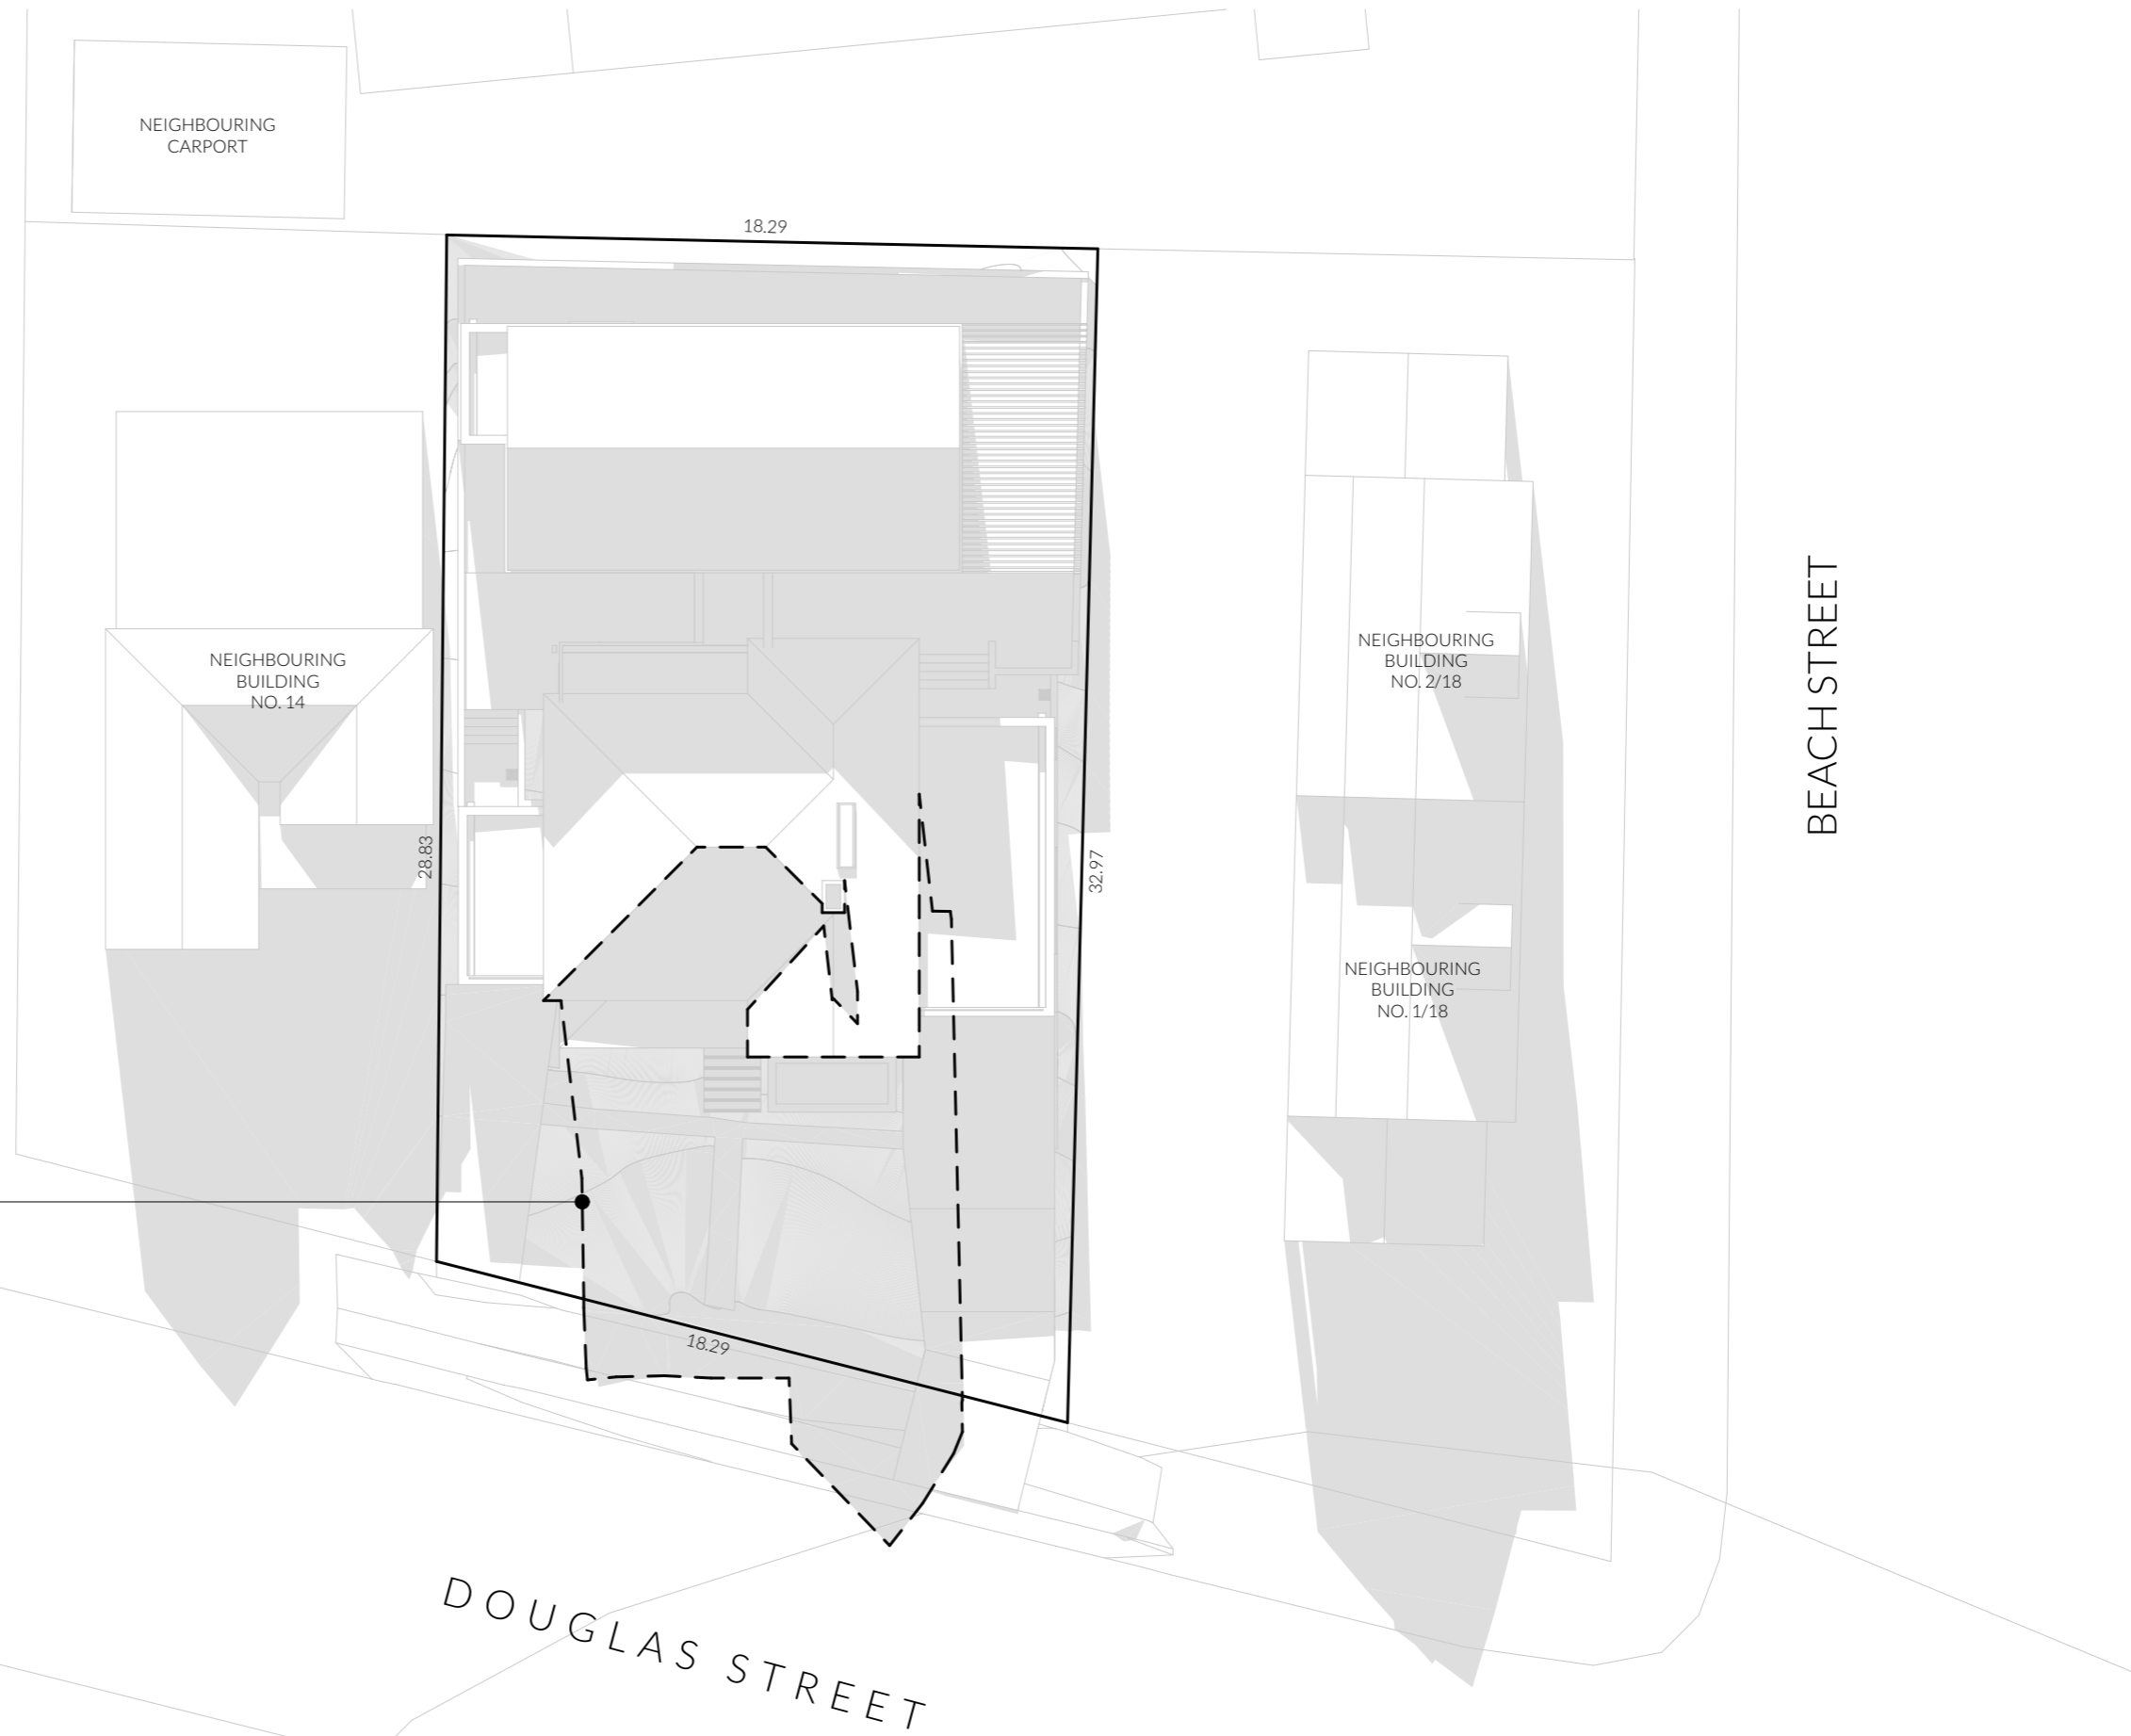 NEIGHBOURING
CARPORT
18.29
NEIGHBOURING
BUILDING
NO. 14
NEIGHBOURING
BUILDING
NO. 2/18
BEACH STREET
28.83
32.97
NEIGHBOURING
BUILDING
NO. 1/18
18.29
DOUGLAS STREET